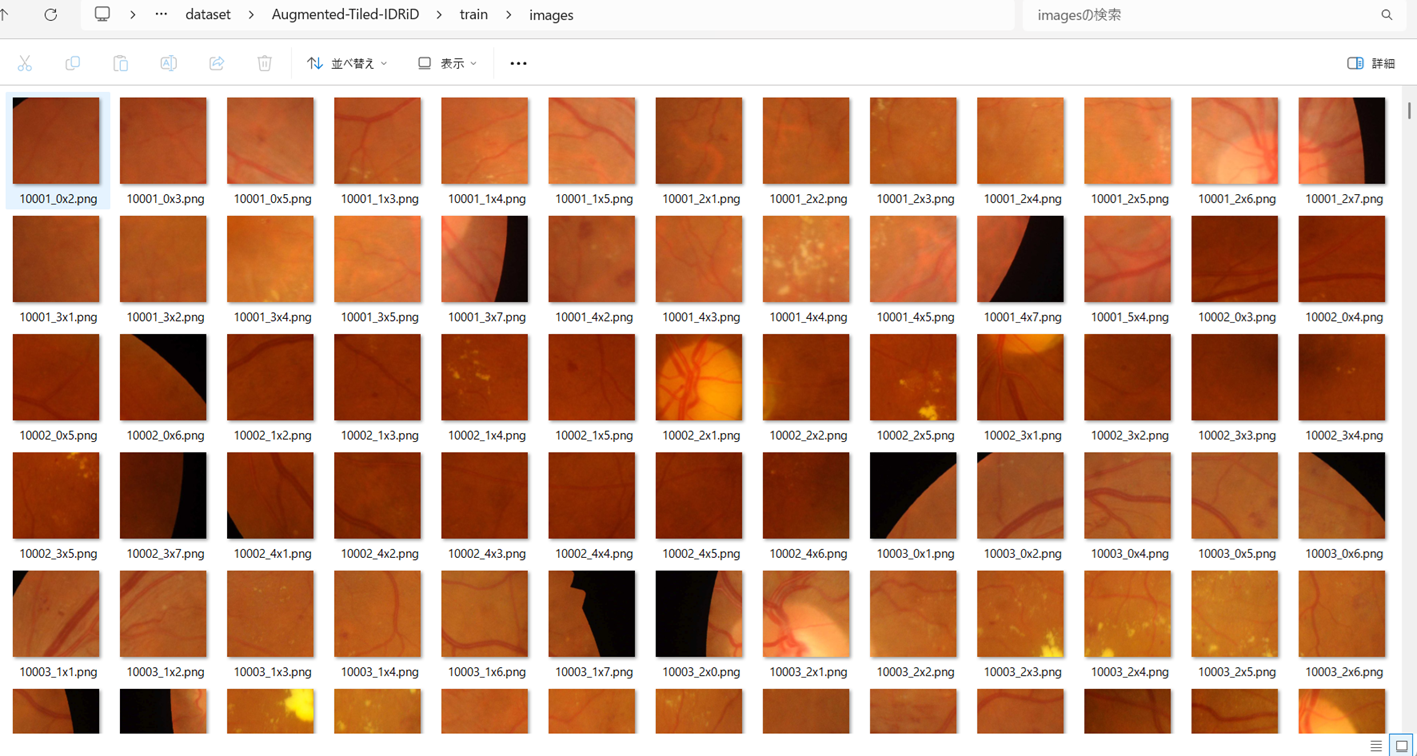 … dataset > Augmented-Tiled-IDRiD > train > images imagesの検索
並べ替え 表示 … 詳細
10001_0x2.png 10001_0x3.png 10001_0x5.png 10001_1x3.png 10001_1x4.png 10001_1x5.png 10001_2x1.png 10001_2x2.png 10001_2x3.png 10001_2x4.png 10001_2x5.png 10001_2x6.png 10001_2x7.png
10001_3x1.png 10001_3x2.png 10001_3x4.png 10001_3x5.png 10001_3x7.png 10001_4x2.png 10001_4x3.png 10001_4x4.png 10001_4x5.png 10001_4x7.png 10001_5x4.png 10002_0x3.png 10002_0x4.png
10002_0x5.png 10002_0x6.png 10002_1x2.png 10002_1x3.png 10002_1x4.png 10002_1x5.png 10002_2x1.png 10002_2x2.png 10002_2x5.png 10002_3x1.png 10002_3x2.png 10002_3x3.png 10002_3x4.png
10002_3x5.png 10002_3x7.png 10002_4x1.png 10002_4x2.png 10002_4x3.png 10002_4x4.png 10002_4x5.png 10002_4x6.png 10003_0x1.png 10003_0x2.png 10003_0x4.png 10003_0x5.png 10003_0x6.png
10003_1x1.png 10003_1x2.png 10003_1x3.png 10003_1x4.png 10003_1x6.png 10003_1x7.png 10003_2x0.png 10003_2x1.png 10003_2x2.png 10003_2x3.png 10003_2x4.png 10003_2x5.png 10003_2x6.png